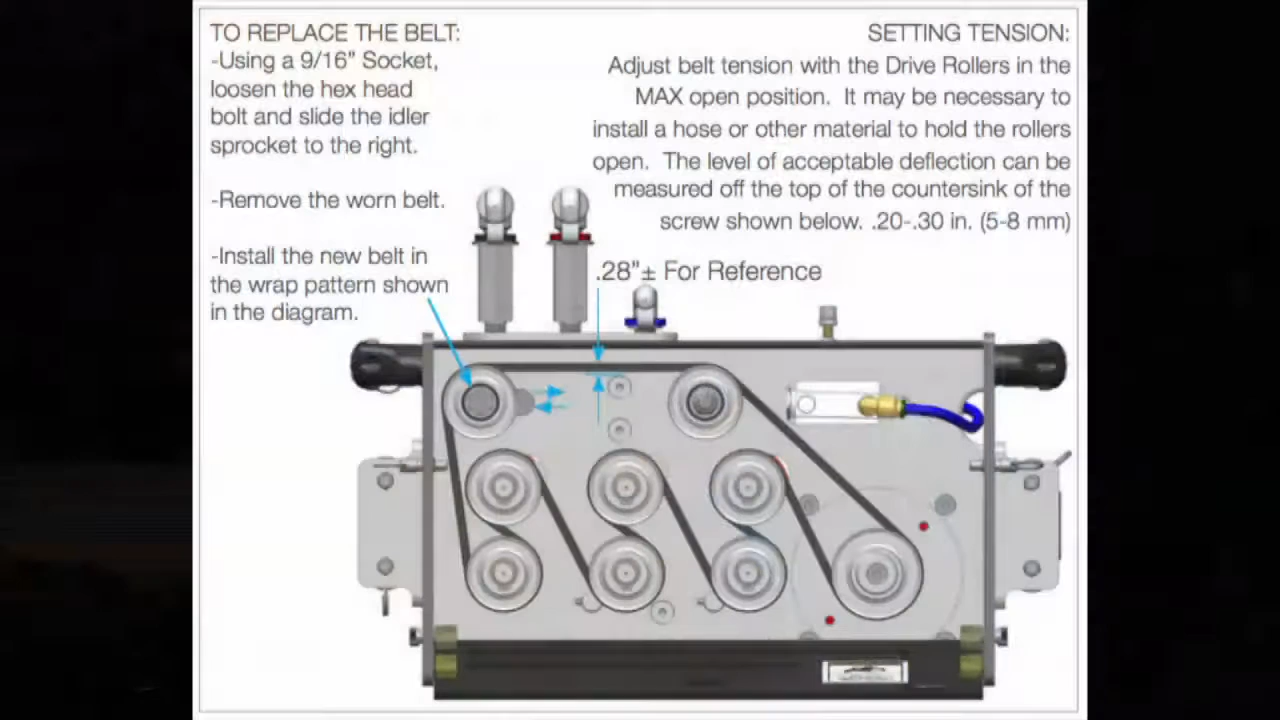 TO REPLACE THE BELT:
-Using a 9/16” Socket,
loosen the hex head
bolt and slide the idler
sprocket to the right.
-Remove the worn belt.
-Install the new belt in
the wrap pattern shown
in the diagram.
SETTING TENSION:
Adjust belt tension with the Drive Rollers in the
MAX open position.  It may be necessary to
install a hose or other material to hold the rollers
open.  The level of acceptable deflection can be
measured off the top of the countersink of the
screw shown below. .20-.30 in. (5-8 mm)
.28”± For Reference